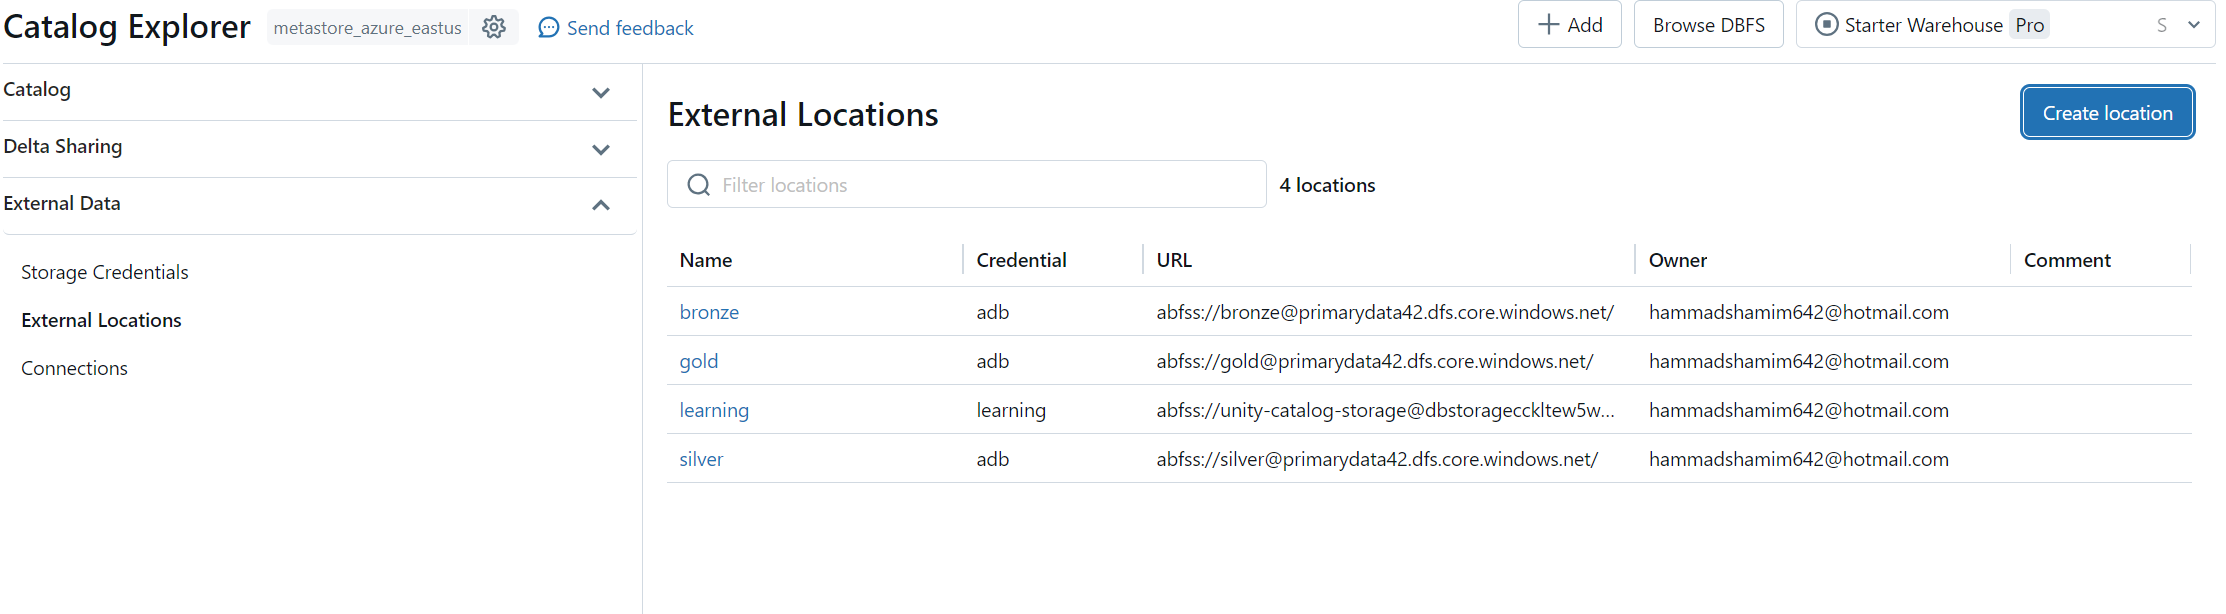 Catalog Explorer metastore_azure_eastus Send feedback + Add Browse DBFS Starter Warehouse Pro S
Catalog
Delta Sharing
External Data
Storage Credentials
External Locations
Connections
External Locations Create location
Filter locations 4 locations
Name Credential URL Owner Comment
bronze adb abfss://bronze@primarydata42.dfs.core.windows.net/ hammadshamim642@hotmail.com
gold adb abfss://gold@primarydata42.dfs.core.windows.net/ hammadshamim642@hotmail.com
learning learning abfss://unity-catalog-storage@dbstoragecckltew5w... hammadshamim642@hotmail.com
silver adb abfss://silver@primarydata42.dfs.core.windows.net/ hammadshamim642@hotmail.com